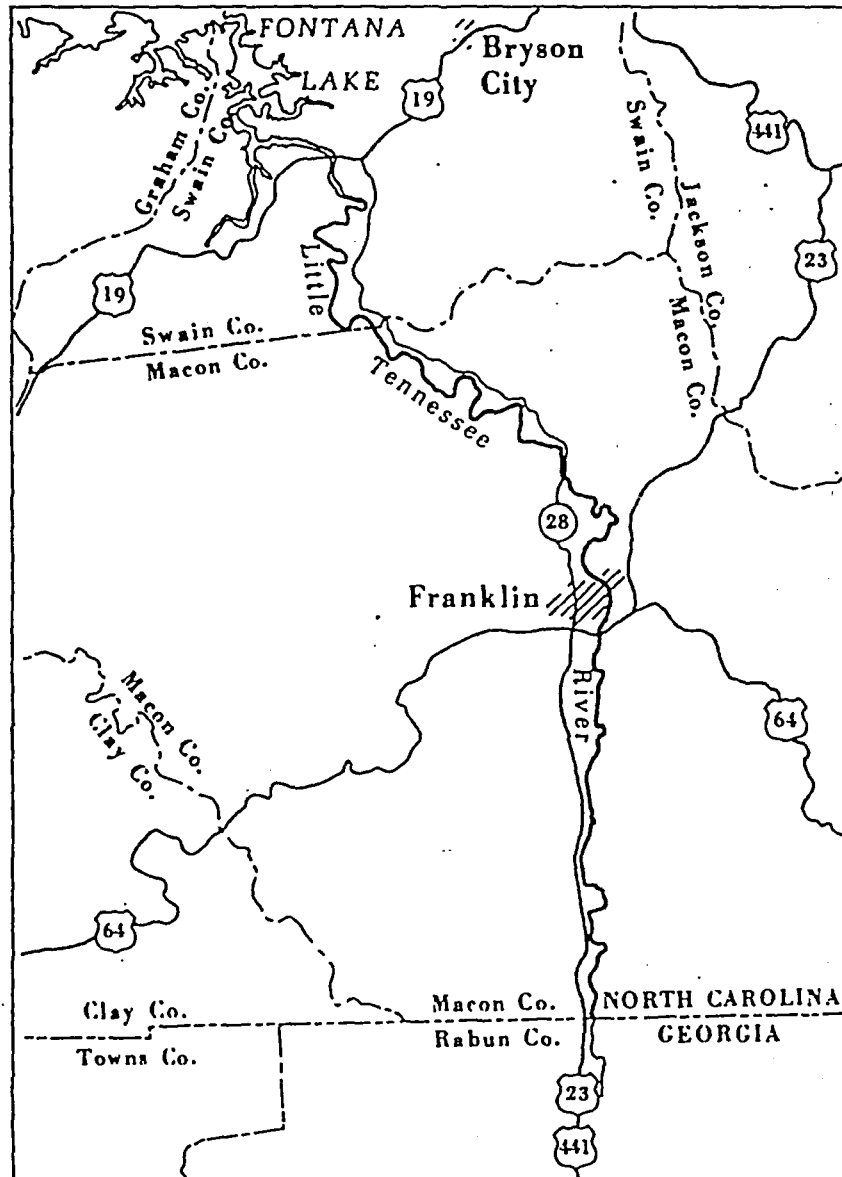 FONTANA
LAKE
Bryson
City
19
441
Graham Co.
Swain Co.
Swain Co.
Jackson Co.
Macon Co.
23
Little
19
Swain Co.
Macon Co.
Tennessee
28
Franklin
River
Macon Co.
Clay Co.
64
64
Clay Co.
Towns Co.
Macon Co.
Rabun Co.
NORTH CAROLINA
GEORGIA
23
441